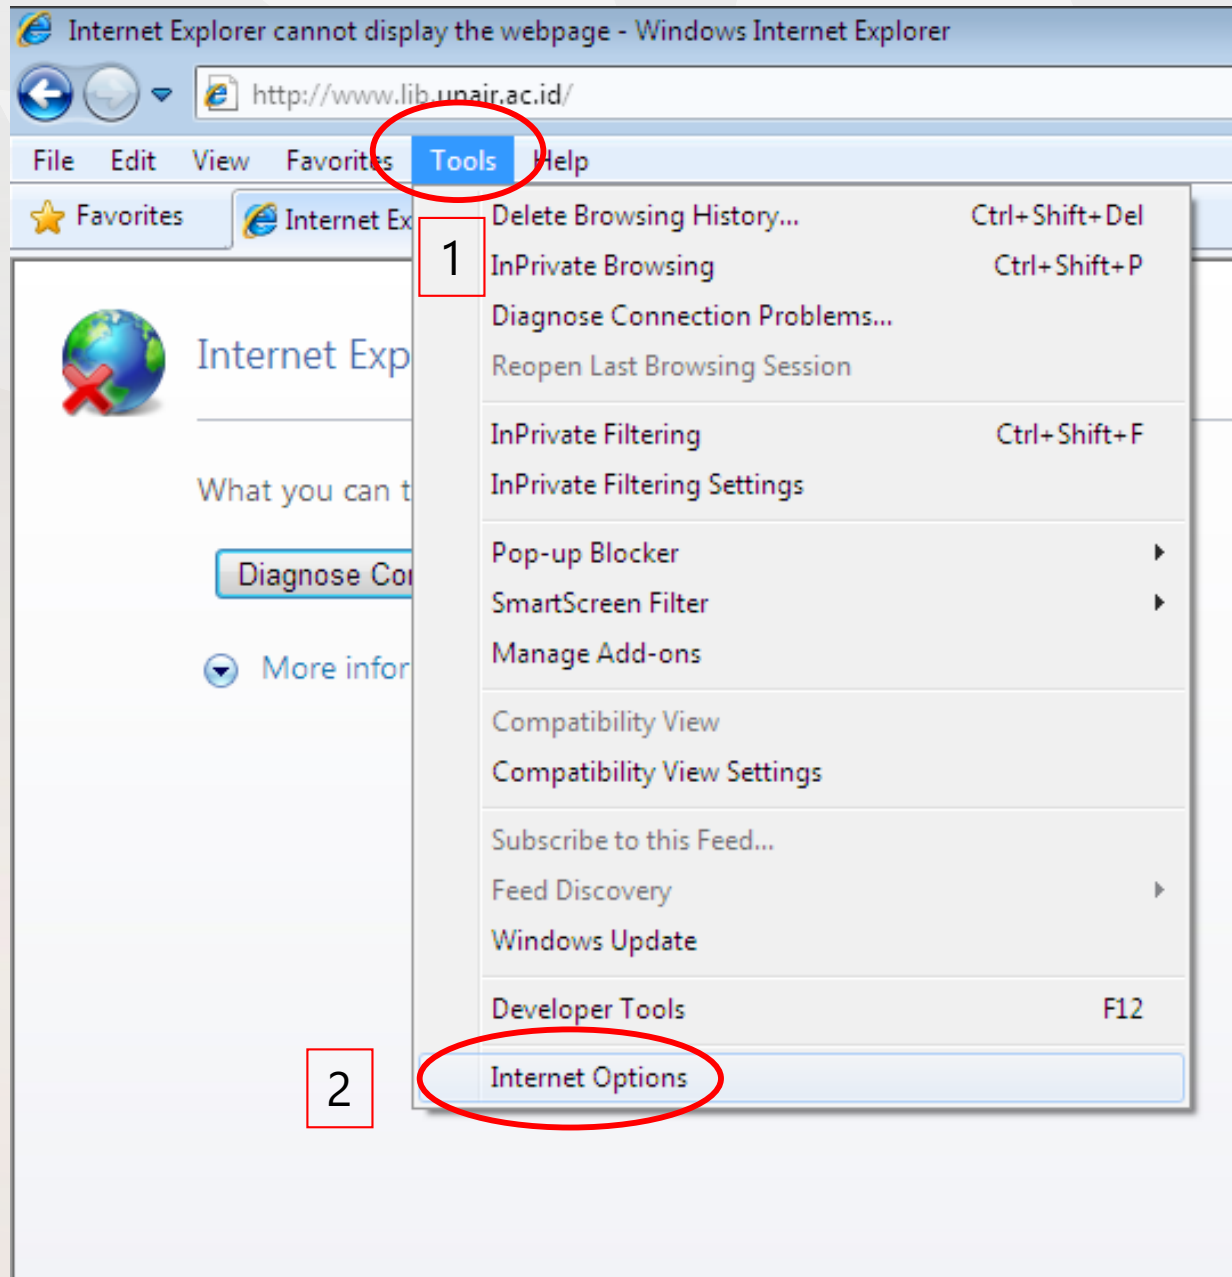 Internet Explorer cannot display the webpage - Windows Internet Explorer
http://www.lib.unair.ac.id/
File Edit View Favorites Tools Help
Favorites Internet Ex
1
Delete Browsing History... Ctrl+Shift+Del
InPrivate Browsing Ctrl+Shift+P
Diagnose Connection Problems...
Reopen Last Browsing Session
InPrivate Filtering Ctrl+Shift+F
InPrivate Filtering Settings
Pop-up Blocker
SmartScreen Filter
Manage Add-ons
Compatibility View
Compatibility View Settings
Subscribe to this Feed...
Feed Discovery
Windows Update
Developer Tools F12
Internet Options
2
Internet Exp
What you can t
Diagnose Con
More infor